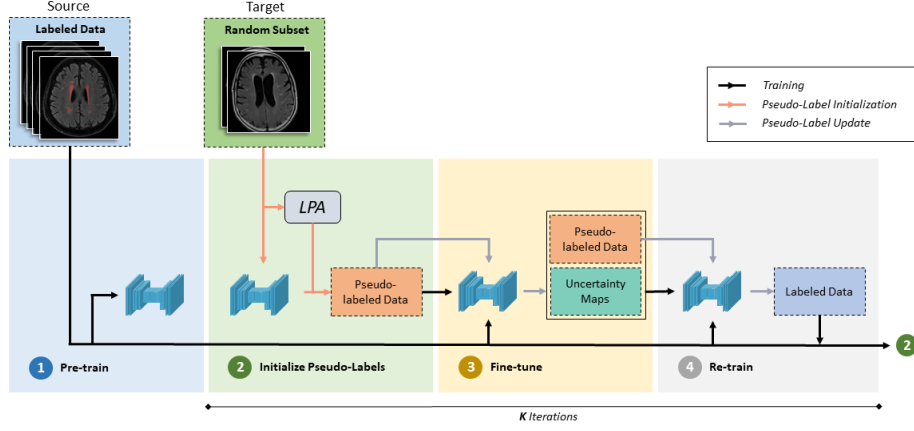 Source
Target
Labeled Data
Random Subset
Training
Pseudo-Label Initialization
Pseudo-Label Update
LPA
Pseudo-
labeled Data
Pseudo-
labeled Data
Uncertainty
Maps
Labeled Data
1 Pre-train
2 Initialize Pseudo-Labels
3 Fine-tune
4 Re-train
2
K Iterations